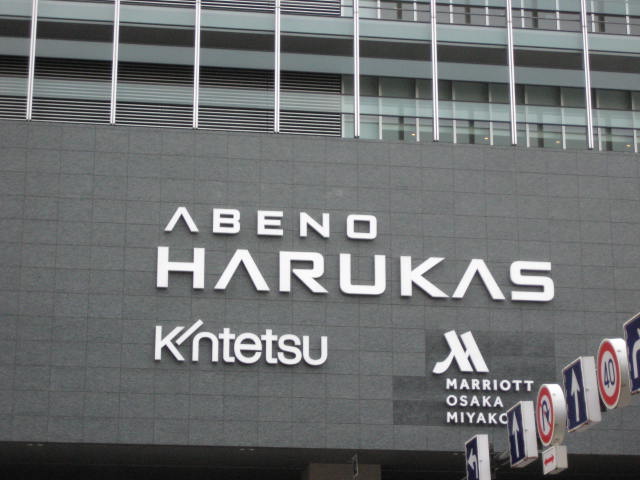 ABENO
HARUKAS
Kintetsu
MARRIOTT
OSAKA
MIYAKO
40